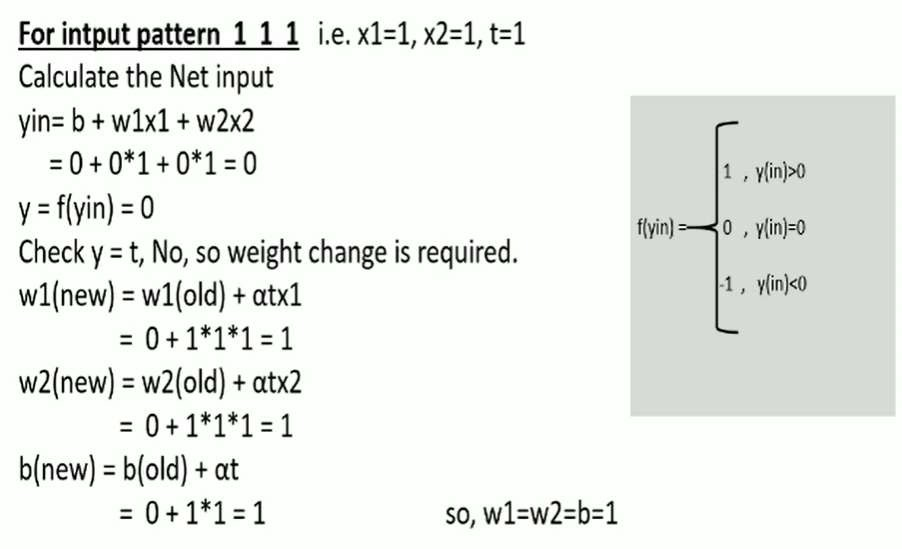 For intput pattern 1 1 1 i.e. x1=1, x2=1, t=1
Calculate the Net input
yin= b + w1x1 + w2x2
= 0 + 0*1 + 0*1 = 0
y = f(yin) = 0
Check y = t, No, so weight change is required.
w1(new) = w1(old) + αtx1
= 0 + 1*1*1 = 1
w2(new) = w2(old) + αtx2
= 0 + 1*1*1 = 1
b(new) = b(old) + αt
= 0 + 1*1 = 1
so, w1=w2=b=1
1 , y(in)>0
f(yin) = 0 , y(in)=0
-1 , y(in)<0